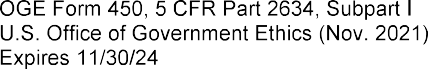 OGE Form 450, 5 CFR Part 2634, Subpart I
U.S. Office of Government Ethics (Nov. 2021)
Expires 11/30/24